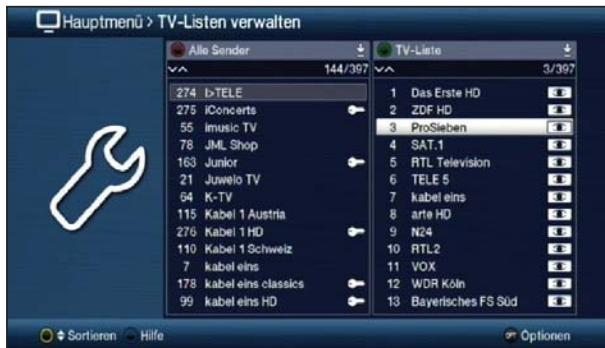 Hauptmenü > TV-Listen verwalten
Alle Sender
144/397
274 I>TELE
275 iConcerts
55 imusic TV
78 JML Shop
163 Junior
21 Juwelo TV
64 K-TV
115 Kabel 1 Austria
276 Kabel 1 HD
110 Kabel 1 Schweiz
7 kabel eins
178 kabel eins classics
99 kabel eins HD
TV-Liste
3/397
1 Das Erste HD
2 ZDF HD
3 ProSieben
4 SAT.1
5 RTL Television
6 TELE 5
7 kabel eins
8 arte HD
9 N24
10 RTL2
11 VOX
12 WDR Köln
13 Bayerisches FS Süd
Sortieren Hilfe
OPT Optionen